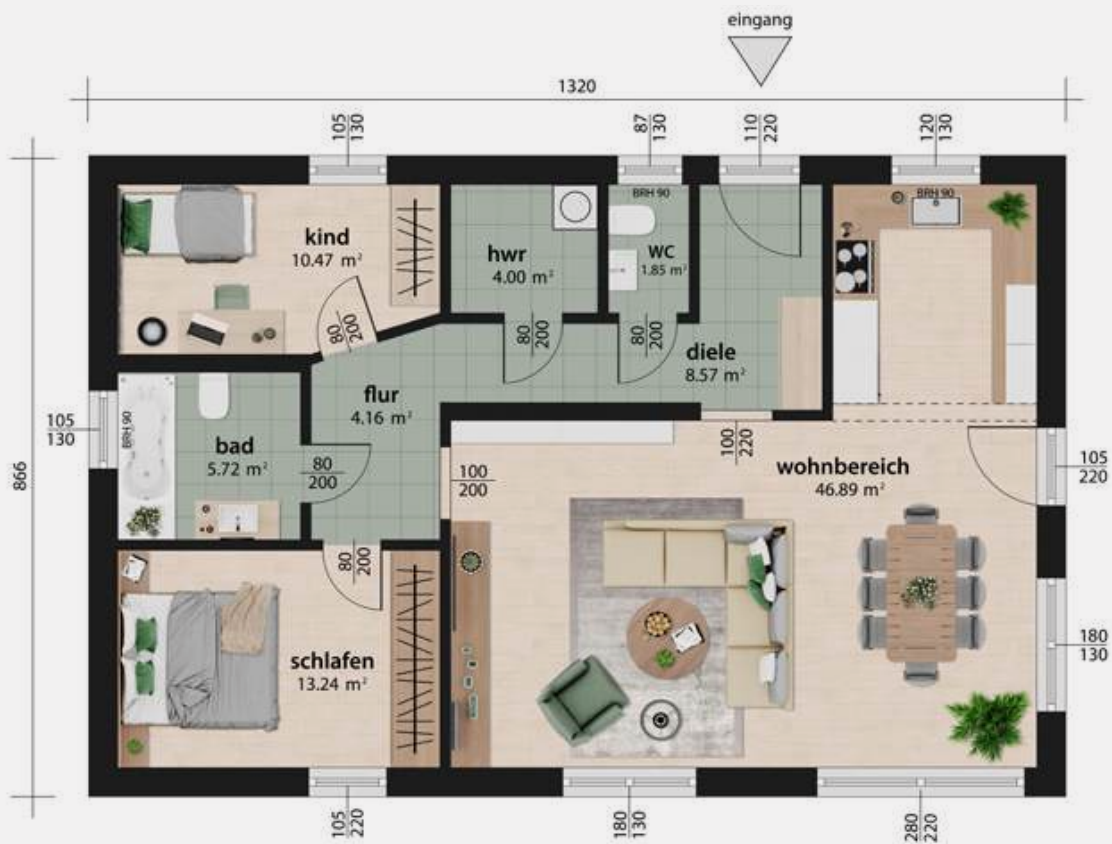 eingang
1320
105
130
87
130
110
220
120
130
BRH 90
BRH 90
kind
10.47 m²
hwr
4.00 m²
WC
1.85 m²
80
200
80
200
80
200
diele
8.57 m²
flur
4.16 m²
866
105
130
BRH 90
bad
5.72 m²
80
200
100
200
100
220
wohnbereich
46.89 m²
105
220
80
200
schlafen
13.24 m²
180
130
105
220
180
130
280
220